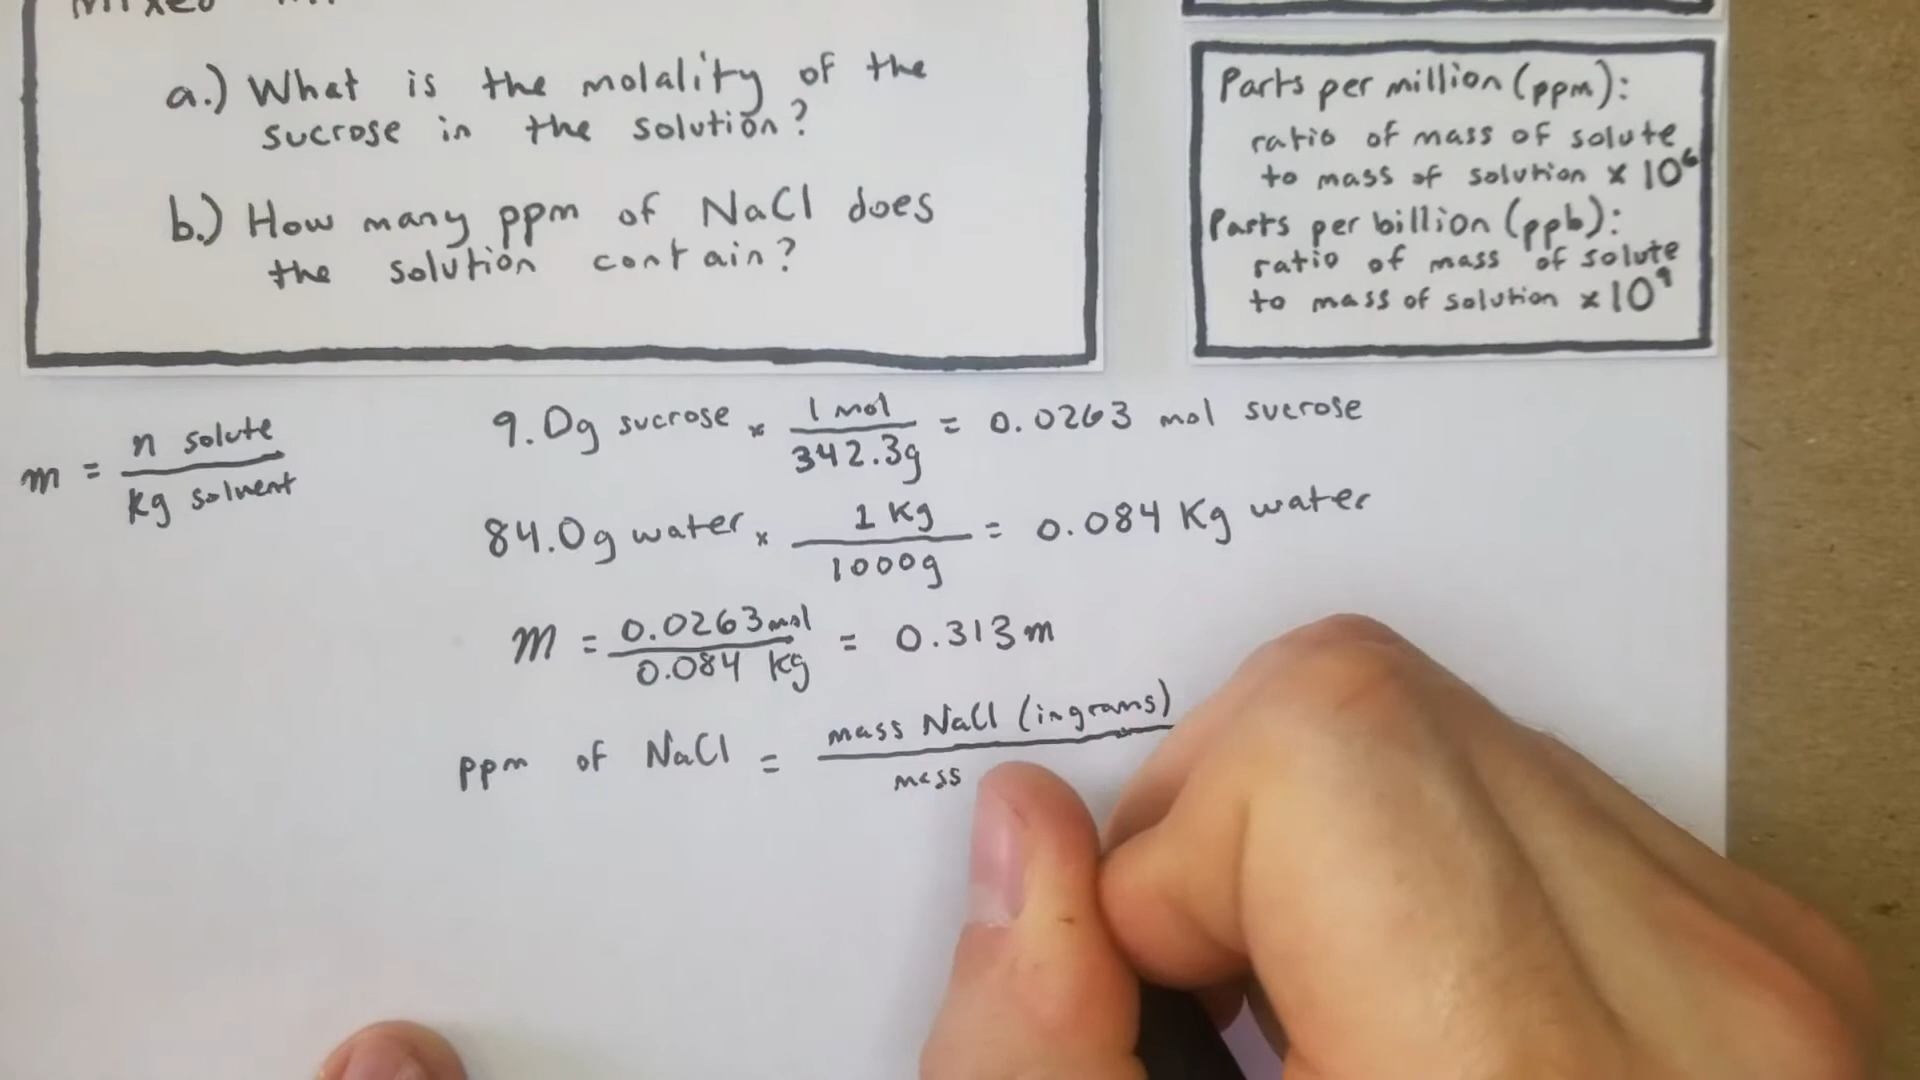 Mixed
a.) What is the molality of the
sucrose in the solution?
b.) How many ppm of NaCl does
the solution contain?
Parts per million (ppm):
ratio of mass of solute
to mass of solution x 10⁶
Parts per billion (ppb):
ratio of mass of solute
to mass of solution x 10⁹
m = n solute / kg solvent
9.0g sucrose x 1 mol / 342.3g = 0.0263 mol sucrose
84.0g water x 1 Kg / 1000g = 0.084 Kg water
m = 0.0263 mol / 0.084 kg = 0.313 m
ppm of NaCl = mass NaCl (in grams) / mass